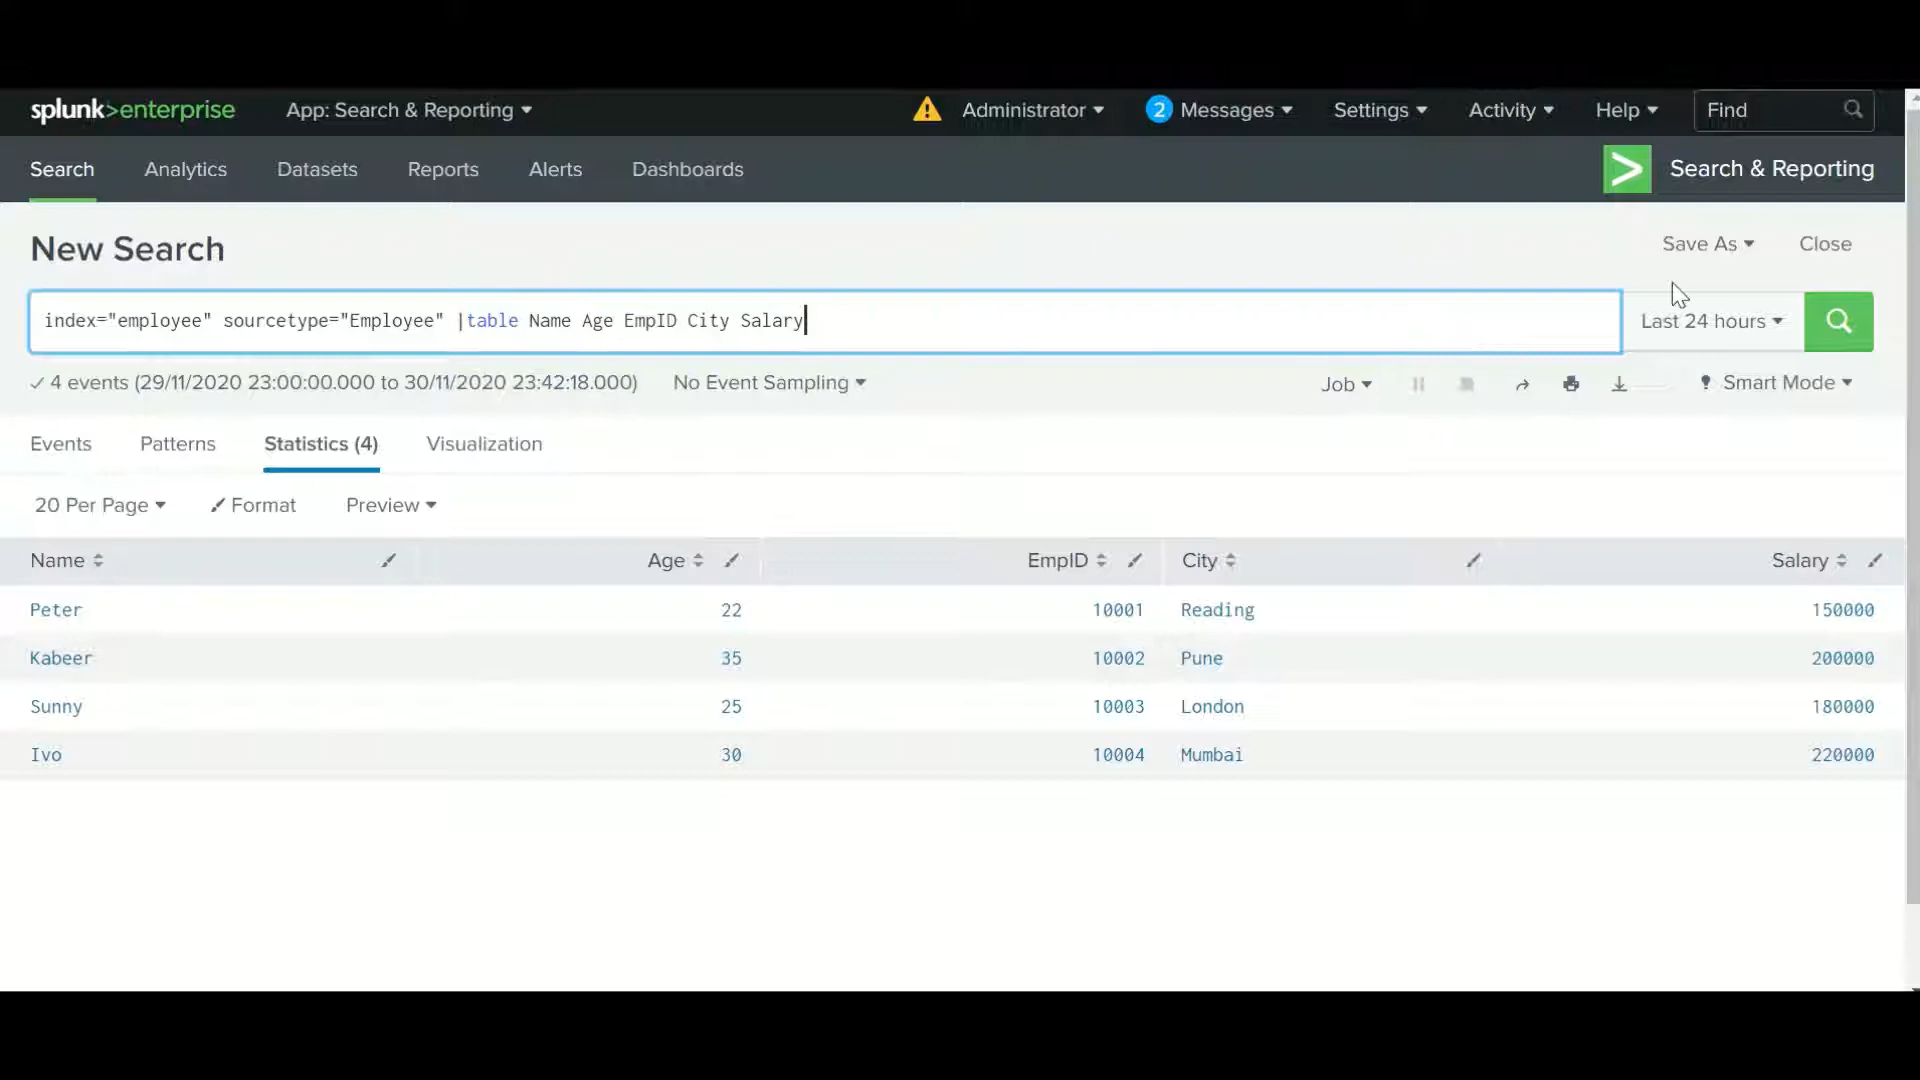 splunk>enterprise App: Search & Reporting Administrator 2 Messages Settings Activity Help Find
Search Analytics Datasets Reports Alerts Dashboards > Search & Reporting
New Search Save As Close
index="employee" sourcetype="Employee" |table Name Age EmpID City Salary Last 24 hours
✓ 4 events (29/11/2020 23:00:00.000 to 30/11/2020 23:42:18.000) No Event Sampling Job Smart Mode
Events Patterns Statistics (4) Visualization
20 Per Page Format Preview
Name Age EmpID City Salary
Peter 22 10001 Reading 150000
Kabeer 35 10002 Pune 200000
Sunny 25 10003 London 180000
Ivo 30 10004 Mumbai 220000